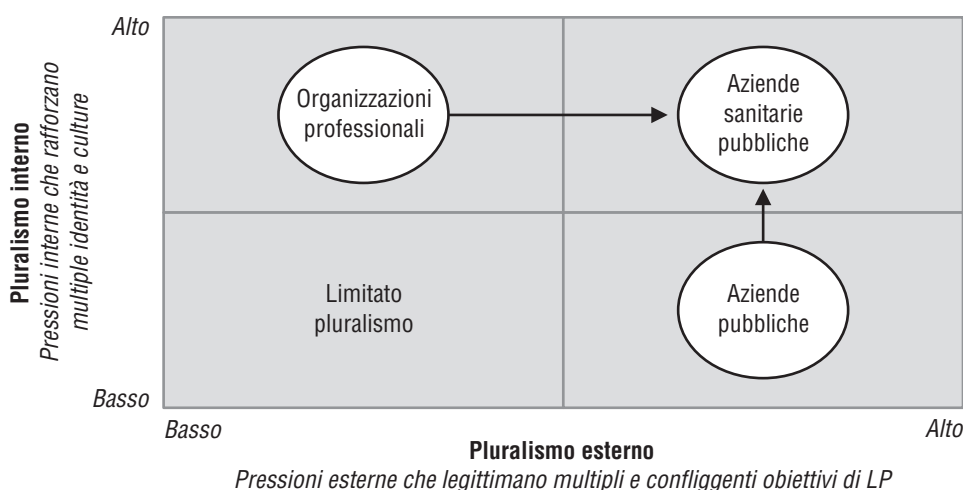 Alto
Pluralismo interno
Pressioni interne che rafforzano
multiple identità e culture
Organizzazioni
professionali
Aziende
sanitarie
pubbliche
Limitato
pluralismo
Aziende
pubbliche
Basso
Basso
Alto
Pluralismo esterno
Pressioni esterne che legittimano multipli e confliggenti obiettivi di LP